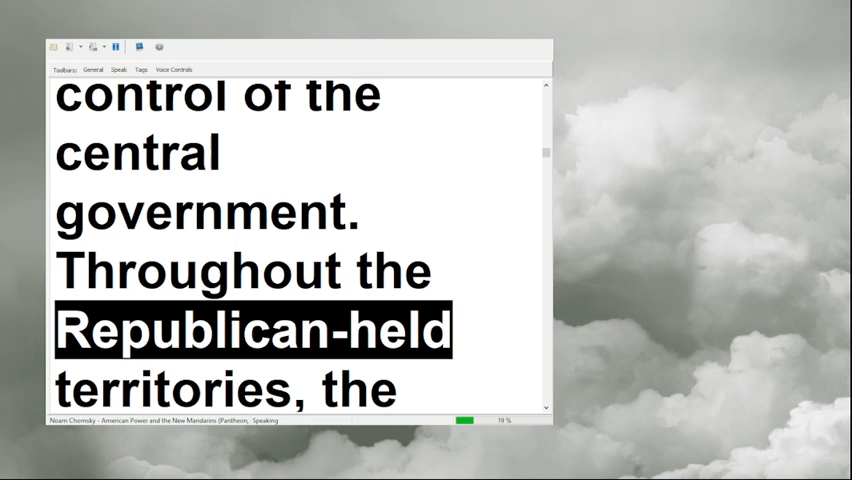 Toolbars: General Speak Tags Voice Controls
control of the
central
government.
Throughout the
Republican-held
territories, the
Noam Chomsky - American Power and the New Mandarins (Pantheon, Speaking 19 %